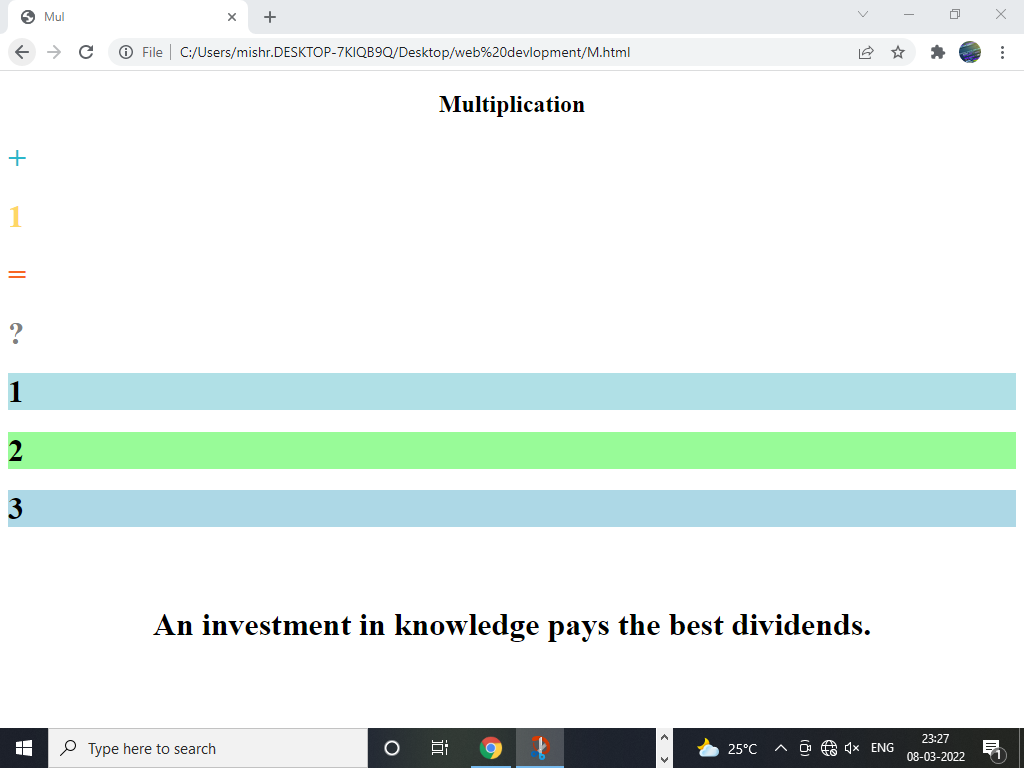 Mul
File
C:/Users/mishr.DESKTOP-7KIQB9Q/Desktop/web%20devlopment/M.html
Multiplication
+
1
=
?
1
2
3
An investment in knowledge pays the best dividends.
Type here to search
25°C
ENG
23:27
08-03-2022
1